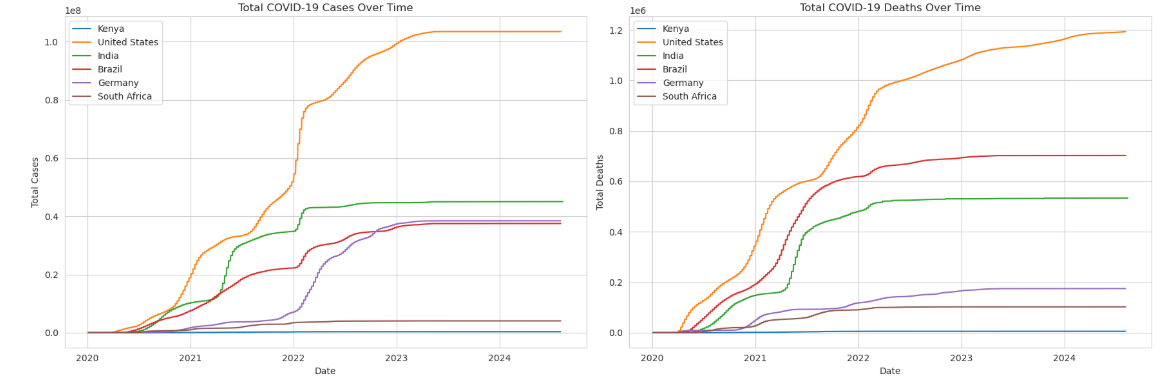 Total COVID-19 Cases Over Time
1e8
Kenya
United States
India
Brazil
Germany
South Africa
1.0
0.8
0.6
0.4
0.2
0.0
Total Cases
2020 2021 2022 2023 2024
Date
Total COVID-19 Deaths Over Time
1e6
Kenya
United States
India
Brazil
Germany
South Africa
1.2
1.0
0.8
0.6
0.4
0.2
0.0
Total Deaths
2020 2021 2022 2023 2024
Date